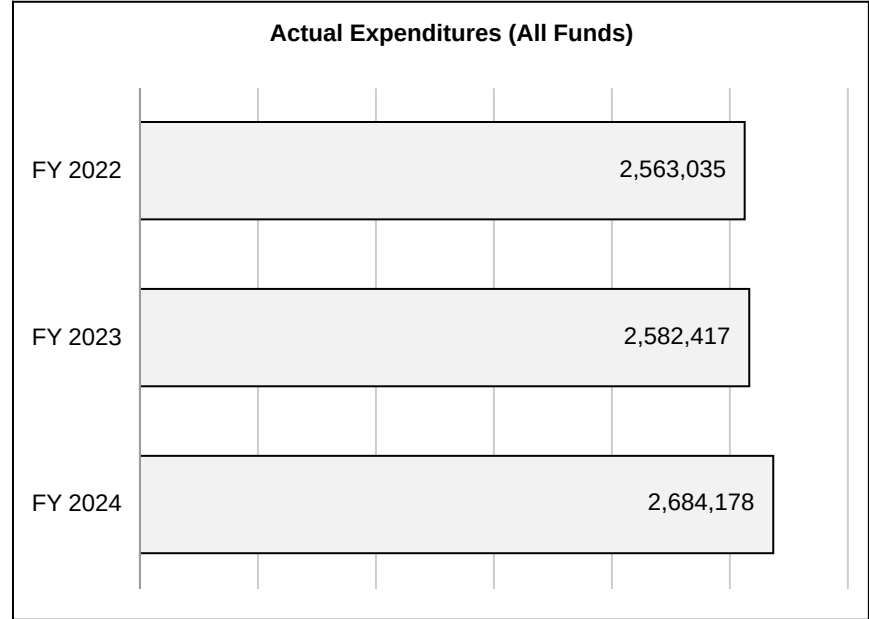 Actual Expenditures (All Funds)
FY 2022
2,563,035
FY 2023
2,582,417
FY 2024
2,684,178